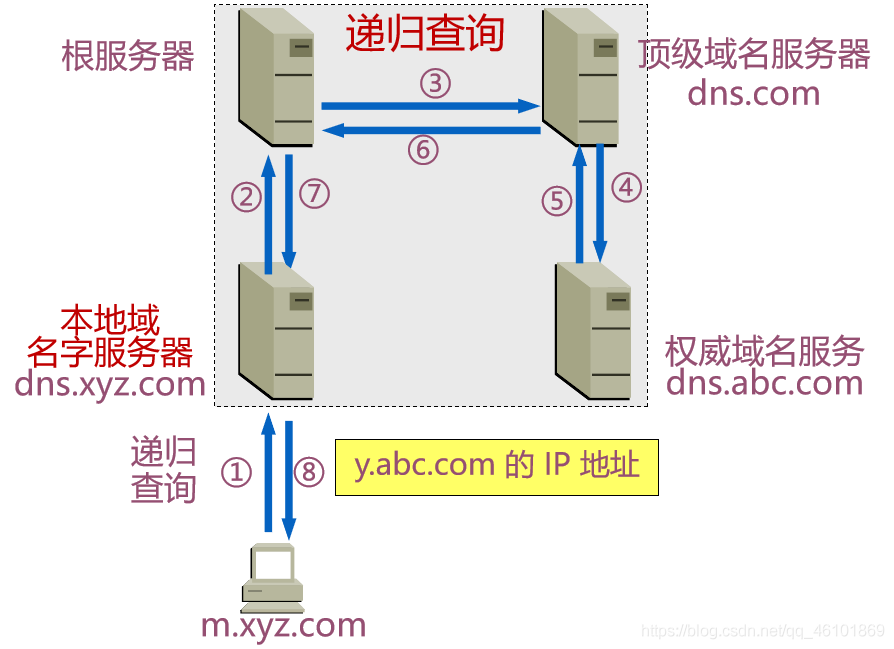 递归查询
根服务器
顶级域名服务器
dns.com
③
⑥
②
⑦
⑤
④
本地域
名字服务器
dns.xyz.com
权威域名服务
dns.abc.com
递归
查询
①
⑧
y.abc.com 的 IP 地址
m.xyz.com
https://blog.csdn.net/qq_46101869